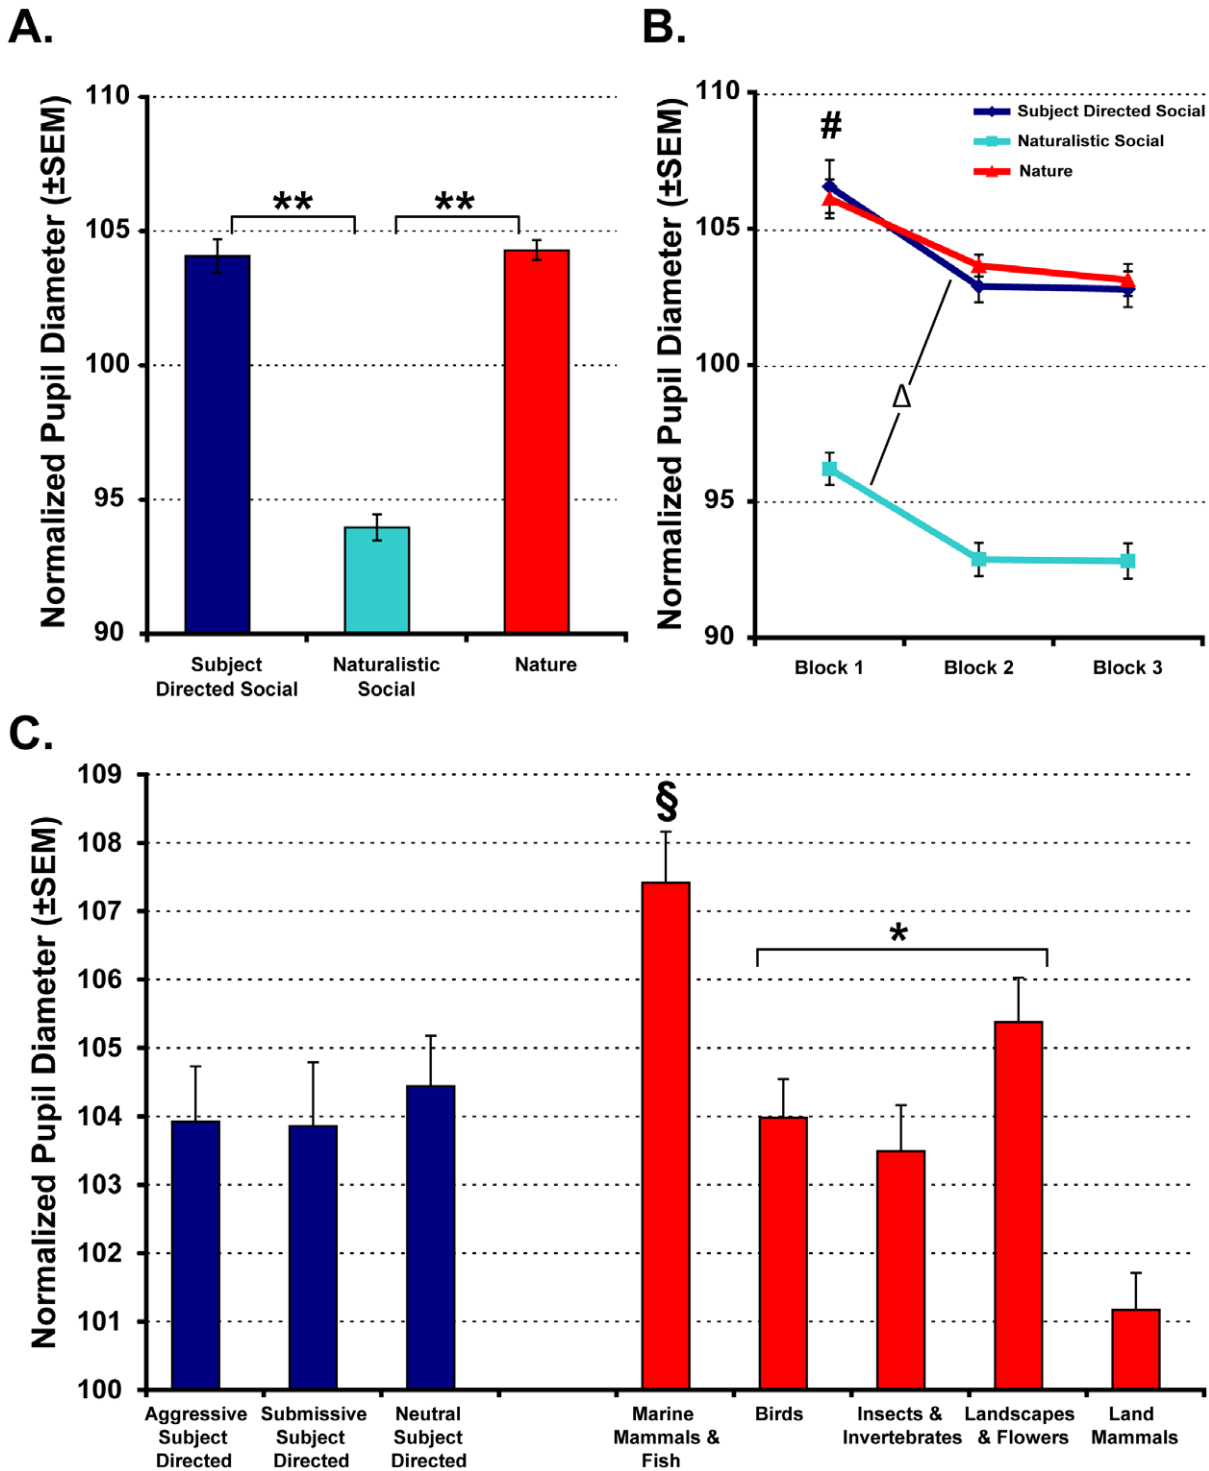 A.
Normalized Pupil Diameter (±SEM)
110
105
100
95
90
**
**
Subject
Directed Social
Naturalistic
Social
Nature
B.
Normalized Pupil Diameter (±SEM)
110
105
100
95
90
#
Subject Directed Social
Naturalistic Social
Nature
Δ
Block 1
Block 2
Block 3
C.
Normalized Pupil Diameter (±SEM)
109
108
107
106
105
104
103
102
101
100
§
*
Aggressive
Subject
Directed
Submissive
Subject
Directed
Neutral
Subject
Directed
Marine
Mammals &
Fish
Birds
Insects &
Invertebrates
Landscapes
& Flowers
Land
Mammals